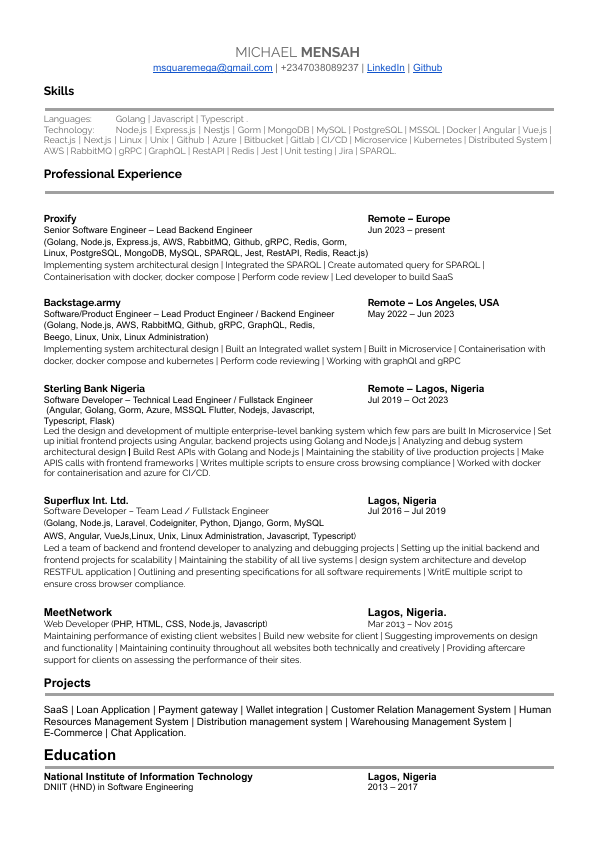 MICHAEL MENSAH
msquaremega@gmail.com | +2347038089237 | LinkedIn | Github
Skills
Languages: Golang | Javascript | Typescript .
Technology: Node.js | Express.js | Nestjs | Gorm | MongoDB | MySQL | PostgreSQL | MSSQL | Docker | Angular | Vue.js |
React.js | Next.js | Linux | Unix | Github | Azure | Bitbucket | Gitlab | CI/CD | Microservice | Kubernetes | Distributed System |
AWS | RabbitMQ | gRPC | GraphQL | RestAPI | Redis | Jest | Unit testing | Jira | SPARQL.
Professional Experience
Proxify Remote – Europe
Senior Software Engineer – Lead Backend Engineer Jun 2023 – present
(Golang, Node.js, Express.js, AWS, RabbitMQ, Github, gRPC, Redis, Gorm,
Linux, PostgreSQL, MongoDB, MySQL, SPARQL, Jest, RestAPI, Redis, React.js)
Implementing system architectural design | Integrated the SPARQL | Create automated query for SPARQL |
Containerisation with docker, docker compose | Perform code review | Led developer to build SaaS
Backstage.army Remote – Los Angeles, USA
Software/Product Engineer – Lead Product Engineer / Backend Engineer May 2022 – Jun 2023
(Golang, Node.js, AWS, RabbitMQ, Github, gRPC, GraphQL, Redis,
Beego, Linux, Unix, Linux Administration)
Implementing system architectural design | Built an Integrated wallet system | Built in Microservice | Containerisation with
docker, docker compose and kubernetes | Perform code reviewing | Working with graphQl and gRPC
Sterling Bank Nigeria Remote – Lagos, Nigeria
Software Developer – Technical Lead Engineer / Fullstack Engineer Jul 2019 – Oct 2023
(Angular, Golang, Gorm, Azure, MSSQL Flutter, Nodejs, Javascript,
Typescript, Flask)
Led the design and development of multiple enterprise-level banking system which few pars are built In Microservice | Set
up initial frontend projects using Angular, backend projects using Golang and Node.js | Analyzing and debug system
architectural design | Build Rest APIs with Golang and Node.js | Maintaining the stability of live production projects | Make
APIS calls with frontend frameworks | Writes multiple scripts to ensure cross browsing compliance | Worked with docker
for containerisation and azure for CI/CD.
Superflux Int. Ltd. Lagos, Nigeria
Software Developer – Team Lead / Fullstack Engineer Jul 2016 – Jul 2019
(Golang, Node.js, Laravel, Codeigniter, Python, Django, Gorm, MySQL
AWS, Angular, VueJs,Linux, Unix, Linux Administration, Javascript, Typescript)
Led a team of backend and frontend developer to analyzing and debugging projects | Setting up the initial backend and
frontend projects for scalability | Maintaining the stability of all live systems | design system architecture and develop
RESTFUL application | Outlining and presenting specifications for all software requirements | WritE multiple script to
ensure cross browser compliance.
MeetNetwork Lagos, Nigeria.
Web Developer (PHP, HTML, CSS, Node.js, Javascript) Mar 2013 – Nov 2015
Maintaining performance of existing client websites | Build new website for client | Suggesting improvements on design
and functionality | Maintaining continuity throughout all websites both technically and creatively | Providing aftercare
support for clients on assessing the performance of their sites.
Projects
SaaS | Loan Application | Payment gateway | Wallet integration | Customer Relation Management System | Human
Resources Management System | Distribution management system | Warehousing Management System |
E-Commerce | Chat Application.
Education
National Institute of Information Technology Lagos, Nigeria
DNIIT (HND) in Software Engineering 2013 – 2017